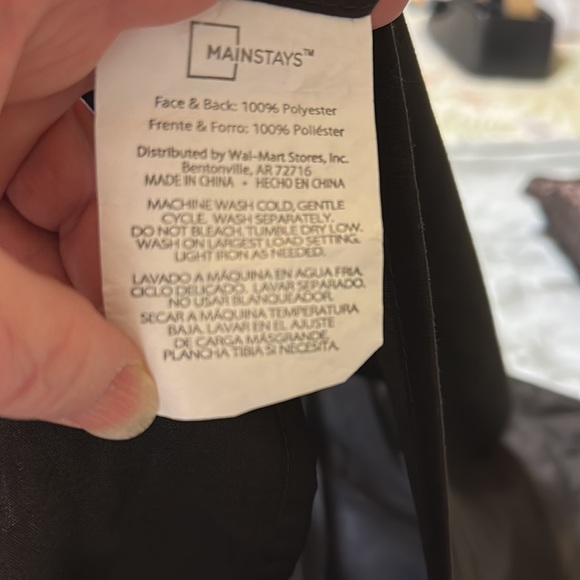 MAINSTAYS™
Face & Back: 100% Polyester
Frente & Forro: 100% Poliéster
Distributed by Wal-Mart Stores, Inc.
Bentonville, AR 72716
MADE IN CHINA • HECHO EN CHINA
MACHINE WASH COLD, GENTLE
CYCLE. WASH SEPARATELY.
DO NOT BLEACH. TUMBLE DRY LOW.
WASH ON LARGEST LOAD SETTING.
LIGHT IRON AS NEEDED.
LAVADO A MÁQUINA EN AGUA FRIA.
CICLO DELICADO. LAVAR SEPARADO.
NO USAR BLANQUEADOR.
SECAR A MÁQUINA TEMPERATURA
BAJA. LAVAR EN EL AJUSTE
DE CARGA MÁSGRANDE.
PLANCHA TIBIA SI NECESITA.